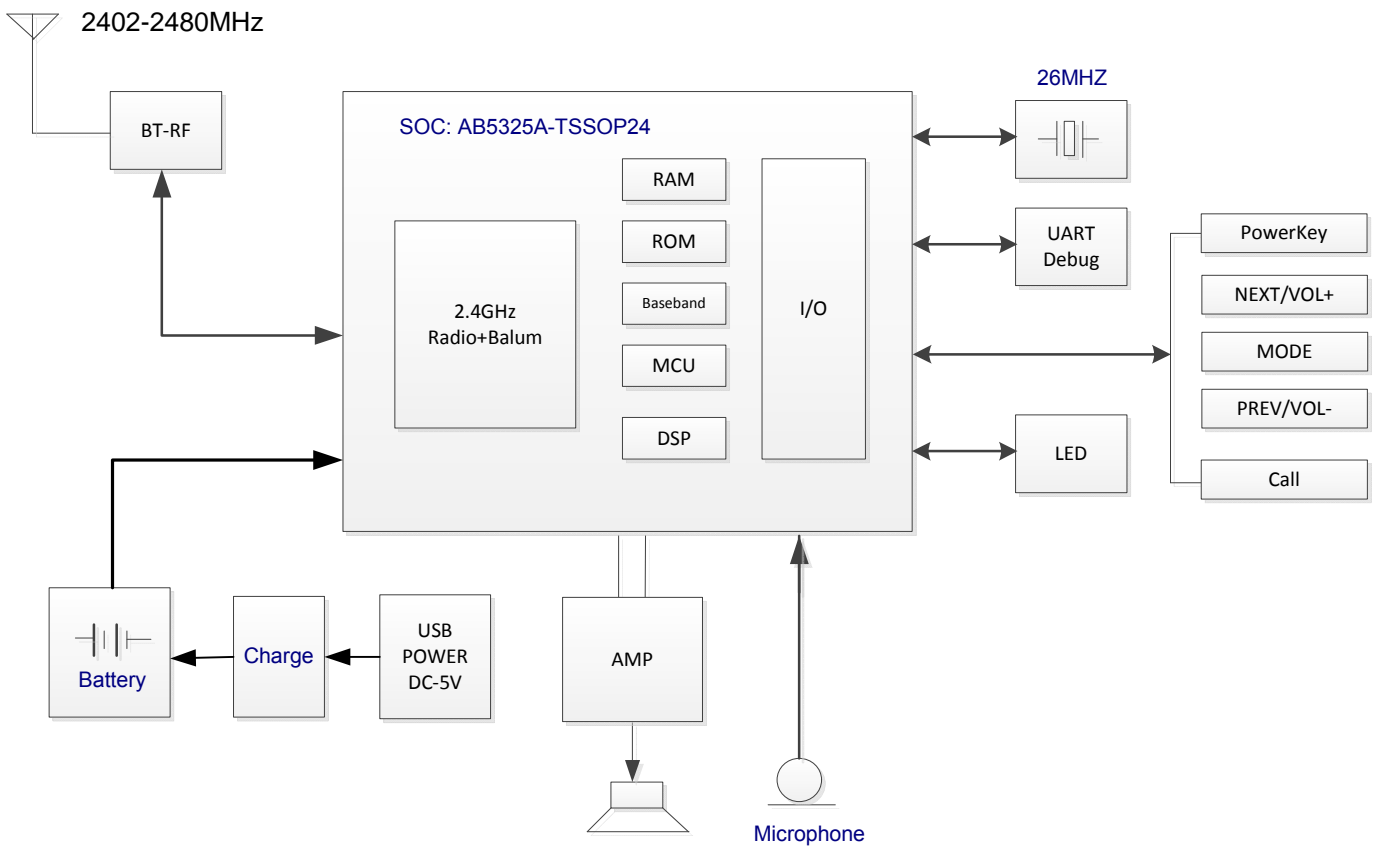 2402-2480MHz
BT-RF
SOC: AB5325A-TSSOP24
2.4GHz
Radio+Balum
RAM
ROM
Baseband
MCU
DSP
I/O
26MHZ
UART
Debug
LED
PowerKey
NEXT/VOL+
MODE
PREV/VOL-
Call
Battery
Charge
USB
POWER
DC-5V
AMP
Microphone